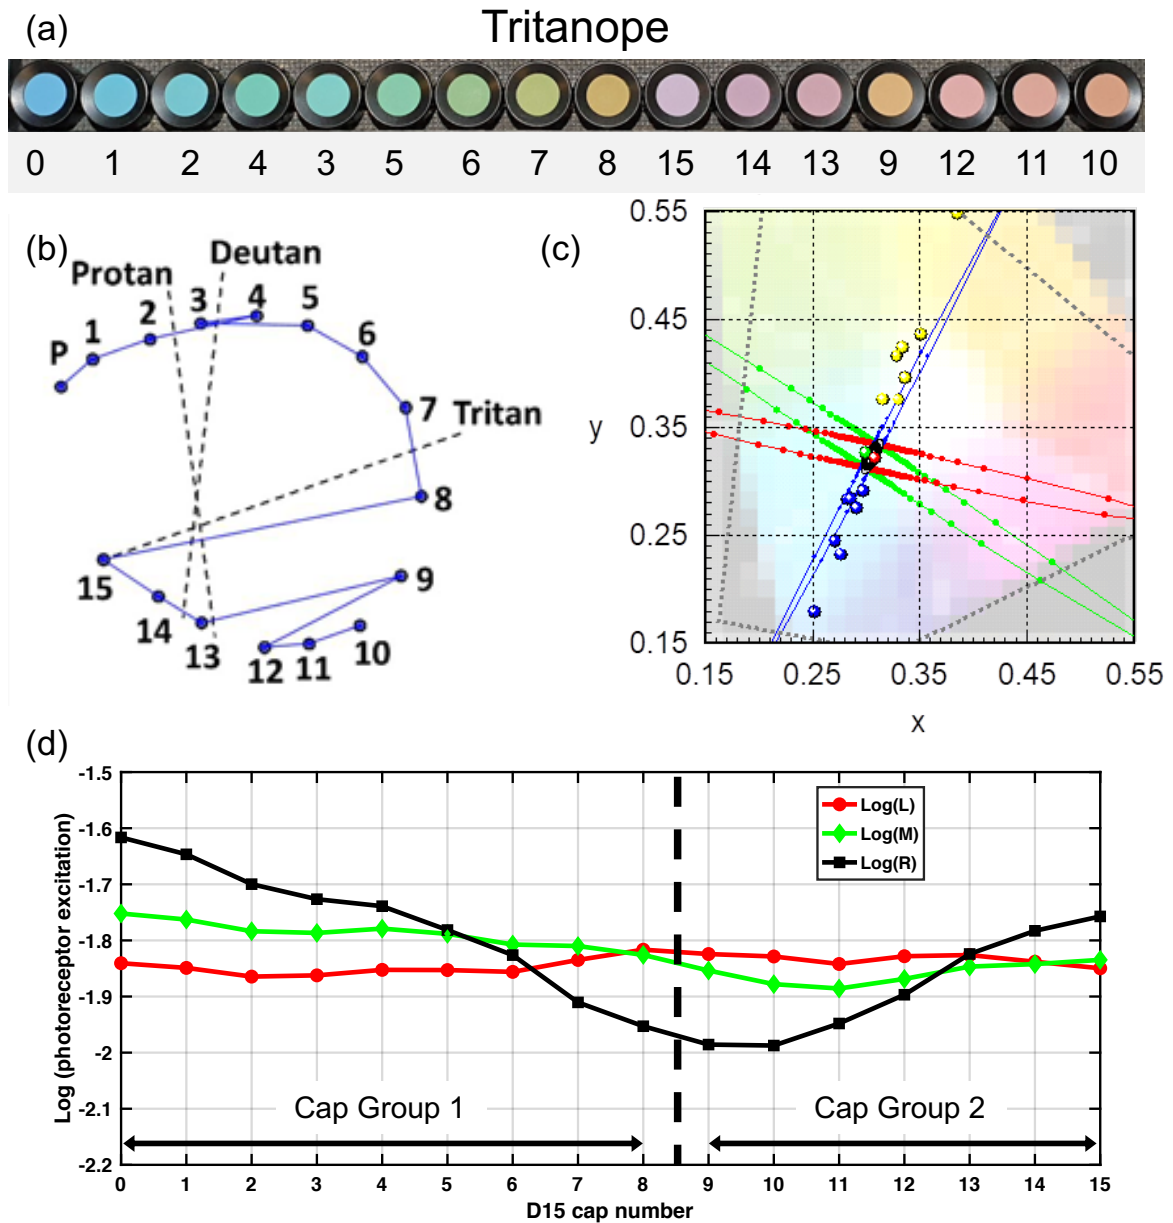 (a)
Tritanope
0 1 2 4 3 5 6 7 8 15 14 13 9 12 11 10
(b)
Protan
Deutan
Tritan
P
1
2
3
4
5
6
7
8
15
14
13
9
12
11
10
(c)
0.55
0.45
0.35
0.25
0.15
y
0.15 0.25 0.35 0.45 0.55
x
(d)
-1.5
-1.6
-1.7
-1.8
-1.9
-2
-2.1
-2.2
Log (photoreceptor excitation)
Log(L)
Log(M)
Log(R)
Cap Group 1
Cap Group 2
0 1 2 3 4 5 6 7 8 9 10 11 12 13 14 15
D15 cap number